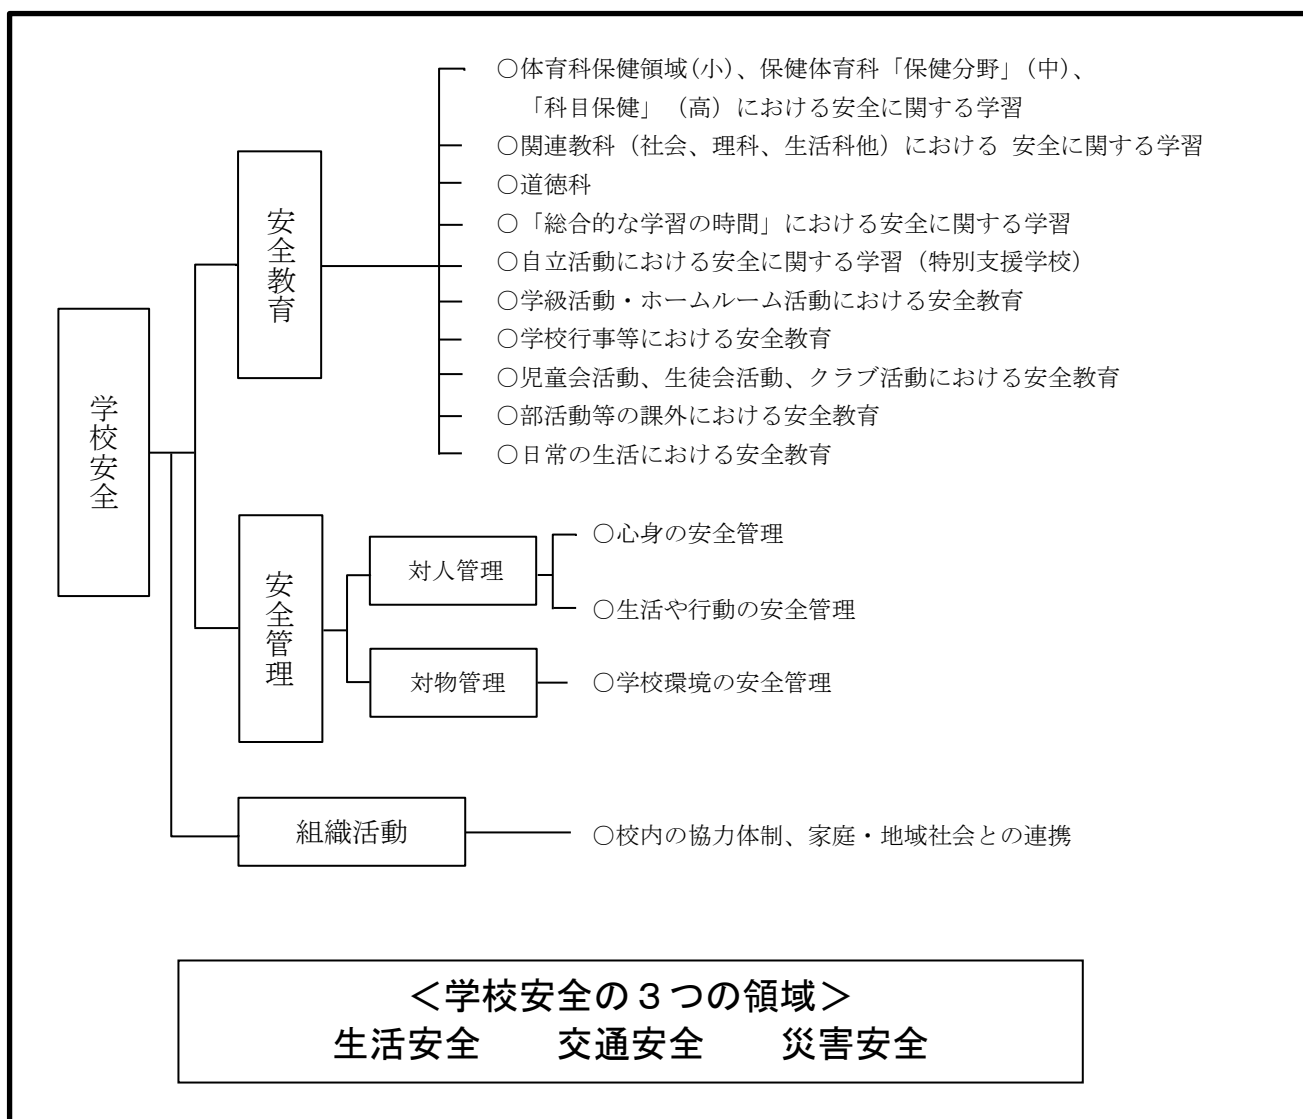 学校安全
安全教育
○体育科保健領域(小)、保健体育科「保健分野」(中)、
「科目保健」（高）における安全に関する学習
○関連教科（社会、理科、生活科他）における 安全に関する学習
○道徳科
○「総合的な学習の時間」における安全に関する学習
○自立活動における安全に関する学習（特別支援学校）
○学級活動・ホームルーム活動における安全教育
○学校行事等における安全教育
○児童会活動、生徒会活動、クラブ活動における安全教育
○部活動等の課外における安全教育
○日常の生活における安全教育
安全管理
対人管理
○心身の安全管理
○生活や行動の安全管理
対物管理
○学校環境の安全管理
組織活動
○校内の協力体制、家庭・地域社会との連携
＜学校安全の３つの領域＞
生活安全　　交通安全　　災害安全